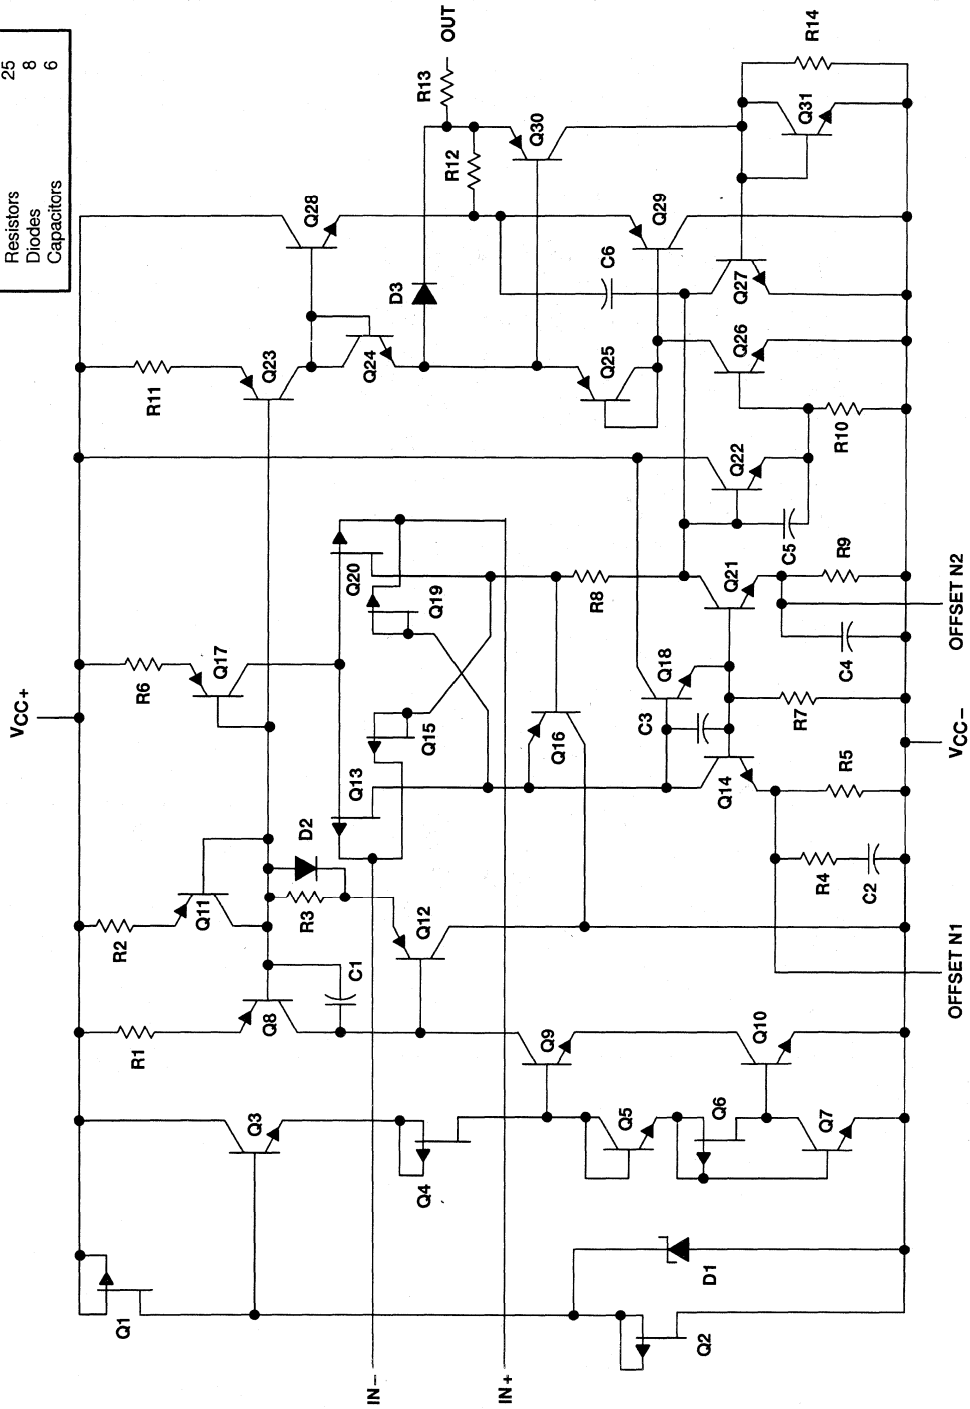 Resistors 25
Diodes 8
Capacitors 6
VCC+
R1
R2
R6
R11
Q1
Q3
Q8
Q11
Q17
Q23
Q28
C1
R3
D2
Q12
Q13
Q15
Q19
Q20
Q24
D3
R12
R13
OUT
Q4
IN−
IN+
Q9
Q16
R8
Q25
C6
Q30
Q29
Q5
Q6
Q7
Q10
C3
Q18
Q14
Q21
Q22
C5
Q26
Q27
Q31
R14
D1
Q2
R4
C2
R5
R7
C4
R9
R10
OFFSET N1
VCC−
OFFSET N2